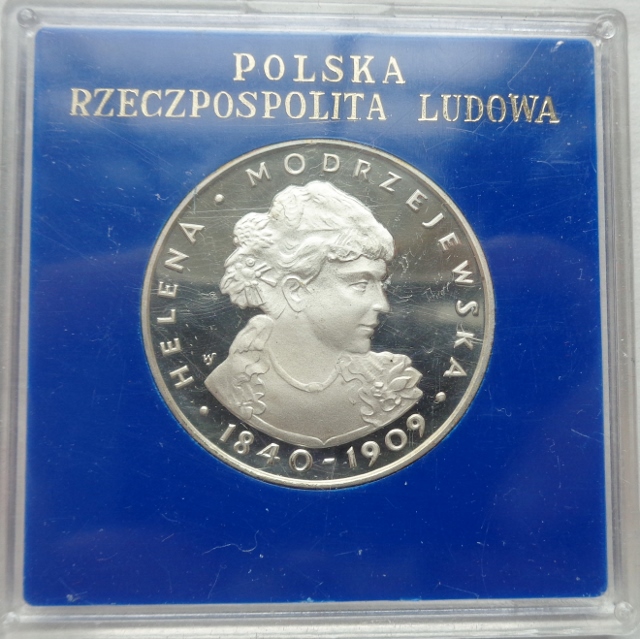 POLSKA
RZECZPOSPOLITA LUDOWA
HELENA · MODRZEJEWSKA ·
· 1840-1909 ·